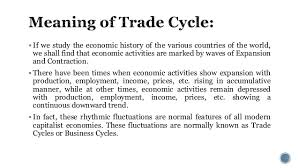 Meaning of Trade Cycle:
▪ If we study the economic history of the various countries of the world,
we shall find that economic activities are marked by waves of Expansion
and Contraction.
▪ There have been times when economic activities show expansion with
production, employment, income, prices, etc. rising in accumulative
manner, while at other times, economic activities remain depressed
with production, employment, income, prices, etc. showing a
continuous downward trend.
▪ In fact, these rhythmic fluctuations are normal features of all modern
capitalist economies. These fluctuations are normally known as Trade
Cycles or Business Cycles.